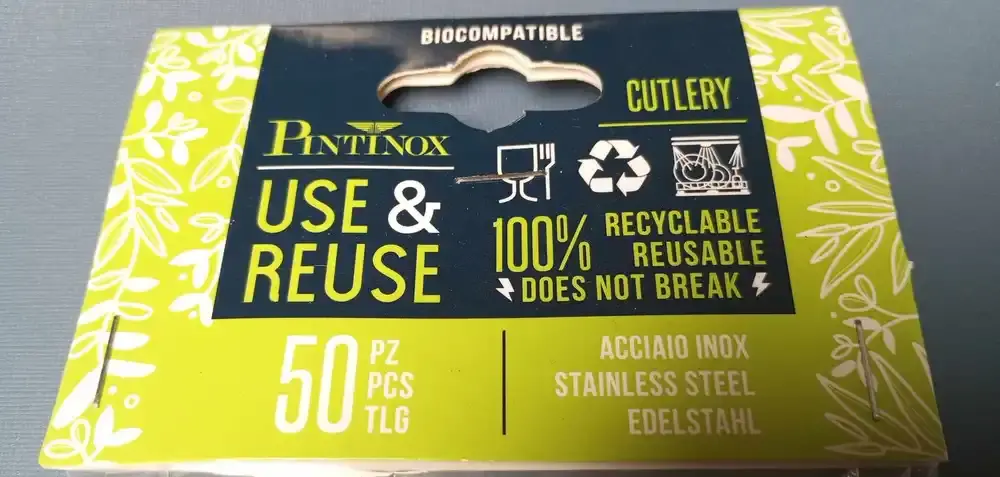 BIOCOMPATIBLE
PINTINOX
USE &
REUSE
CUTLERY
100% RECYCLABLE
REUSABLE
DOES NOT BREAK
50 PZ
PCS
TLG
ACCIAIO INOX
STAINLESS STEEL
EDELSTAHL